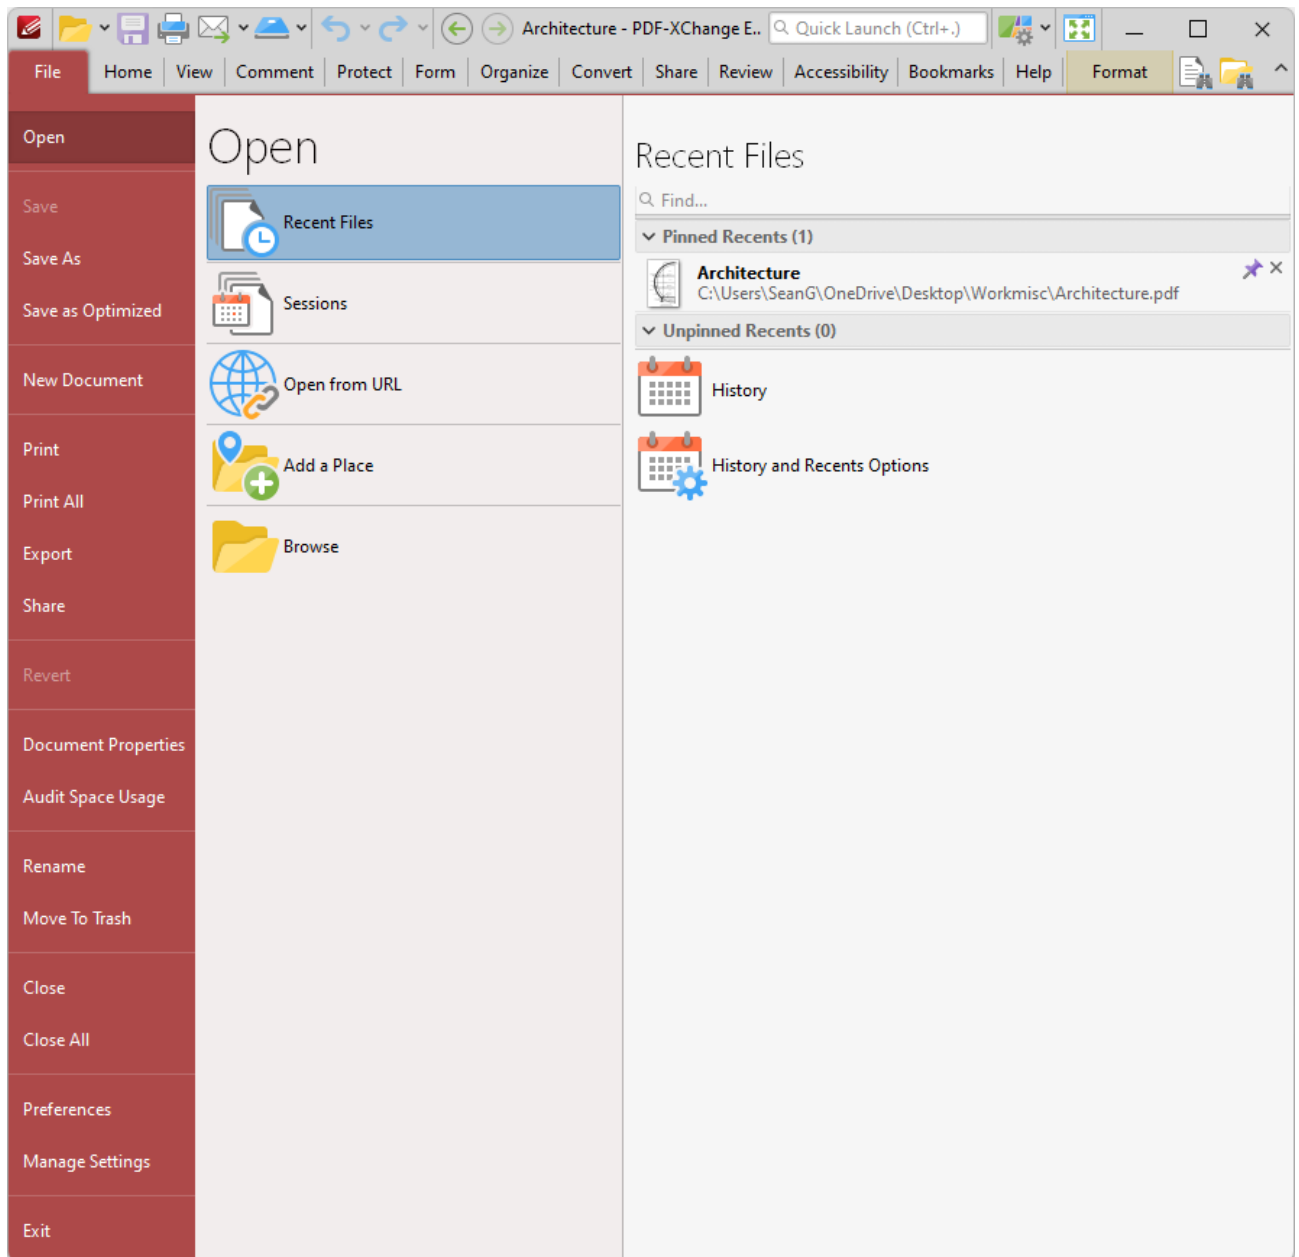 Architecture - PDF-XChange E..
Quick Launch (Ctrl+.)
File
Home
View
Comment
Protect
Form
Organize
Convert
Share
Review
Accessibility
Bookmarks
Help
Format
Open
Save
Save As
Save as Optimized
New Document
Print
Print All
Export
Share
Revert
Document Properties
Audit Space Usage
Rename
Move To Trash
Close
Close All
Preferences
Manage Settings
Exit
Open
Recent Files
Sessions
Open from URL
Add a Place
Browse
Recent Files
Find...
Pinned Recents (1)
Architecture
C:\Users\SeanG\OneDrive\Desktop\Workmisc\Architecture.pdf
Unpinned Recents (0)
History
History and Recents Options